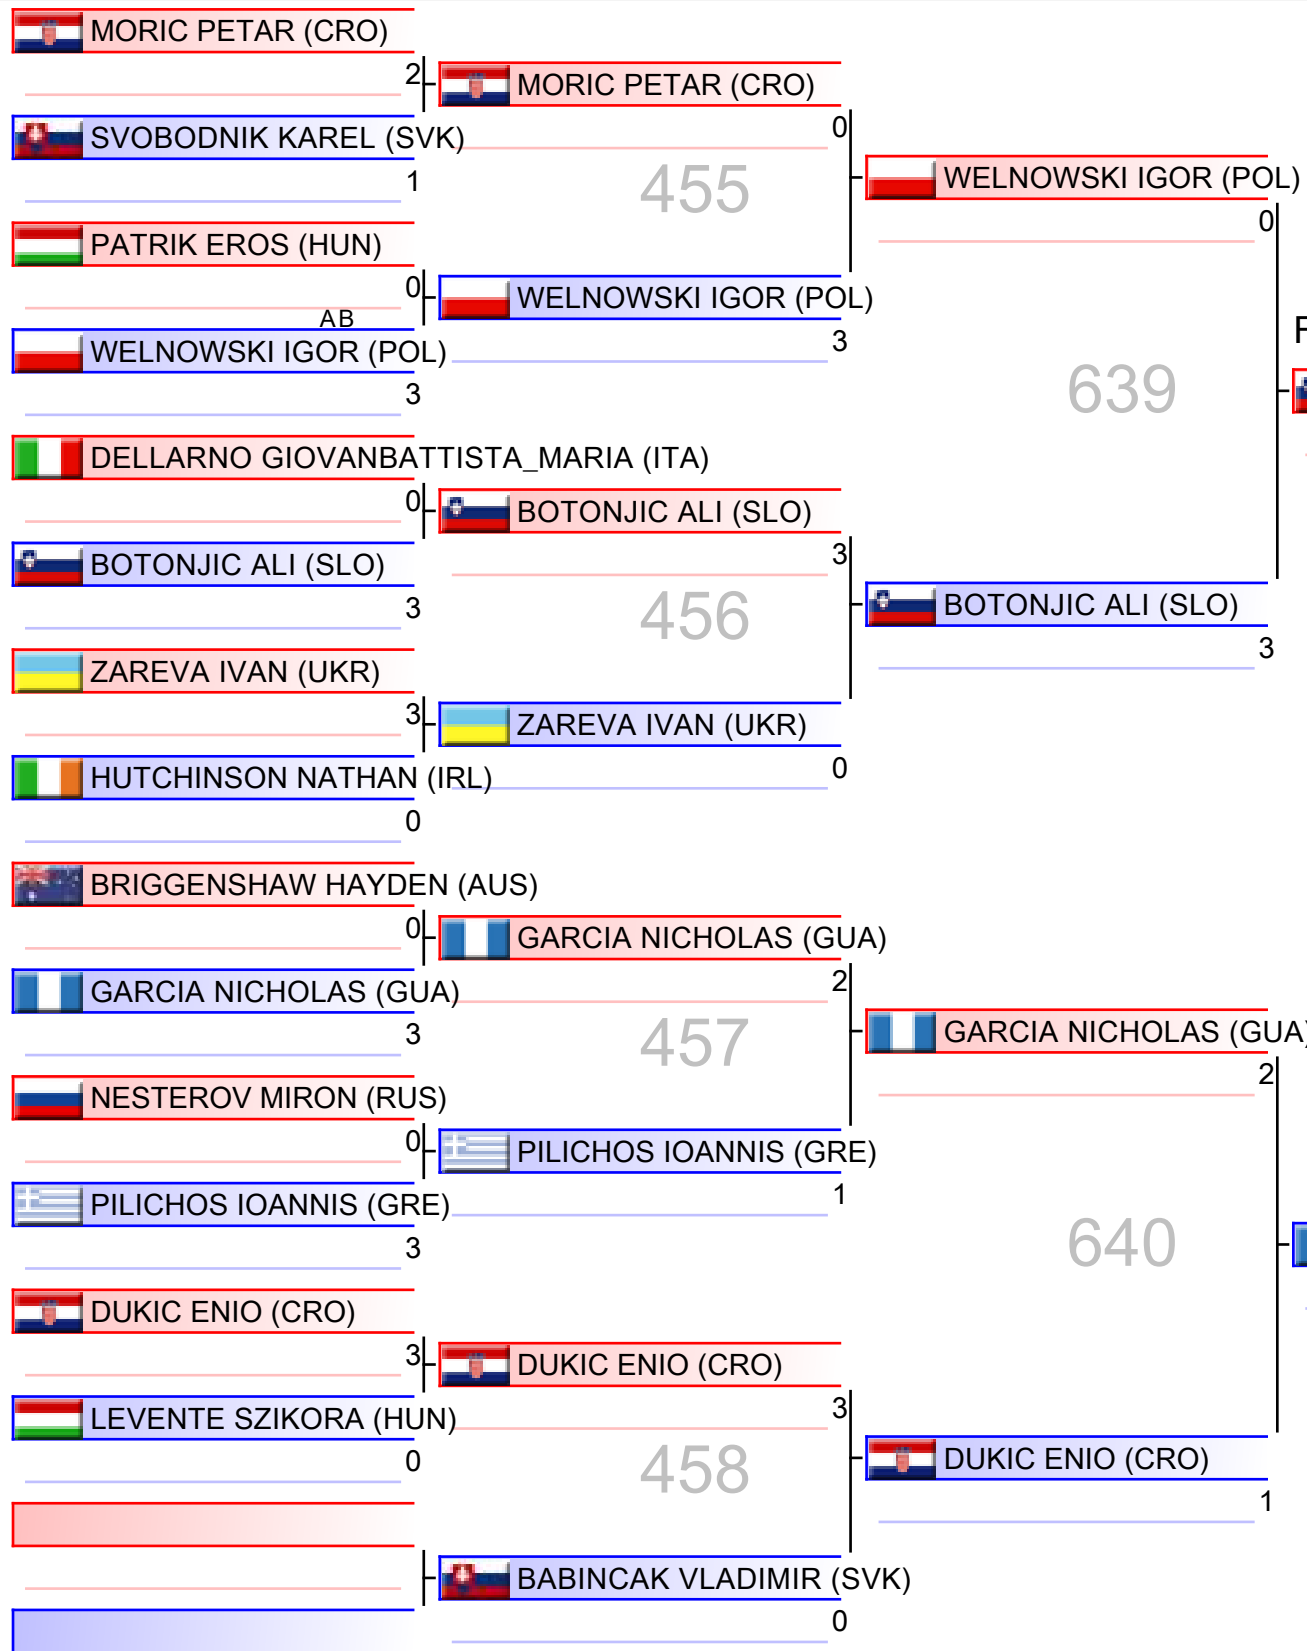 MORIC PETAR (CRO)
2
SVOBODNIK KAREL (SVK)
1
PATRIK EROS (HUN)
0
AB
WELNOWSKI IGOR (POL)
3
DELLARNO GIOVANBATTISTA_MARIA (ITA)
0
BOTONJIC ALI (SLO)
3
ZAREVA IVAN (UKR)
3
HUTCHINSON NATHAN (IRL)
0
BRIGGENSHAW HAYDEN (AUS)
0
GARCIA NICHOLAS (GUA)
3
NESTEROV MIRON (RUS)
0
PILICHOS IOANNIS (GRE)
3
DUKIC ENIO (CRO)
3
LEVENTE SZIKORA (HUN)
0
MORIC PETAR (CRO)
0
455
WELNOWSKI IGOR (POL)
3
BOTONJIC ALI (SLO)
3
456
ZAREVA IVAN (UKR)
0
GARCIA NICHOLAS (GUA)
2
457
PILICHOS IOANNIS (GRE)
1
DUKIC ENIO (CRO)
3
458
BABINCAK VLADIMIR (SVK)
0
WELNOWSKI IGOR (POL)
0
639
BOTONJIC ALI (SLO)
3
GARCIA NICHOLAS (GUA)
2
640
DUKIC ENIO (CRO)
1